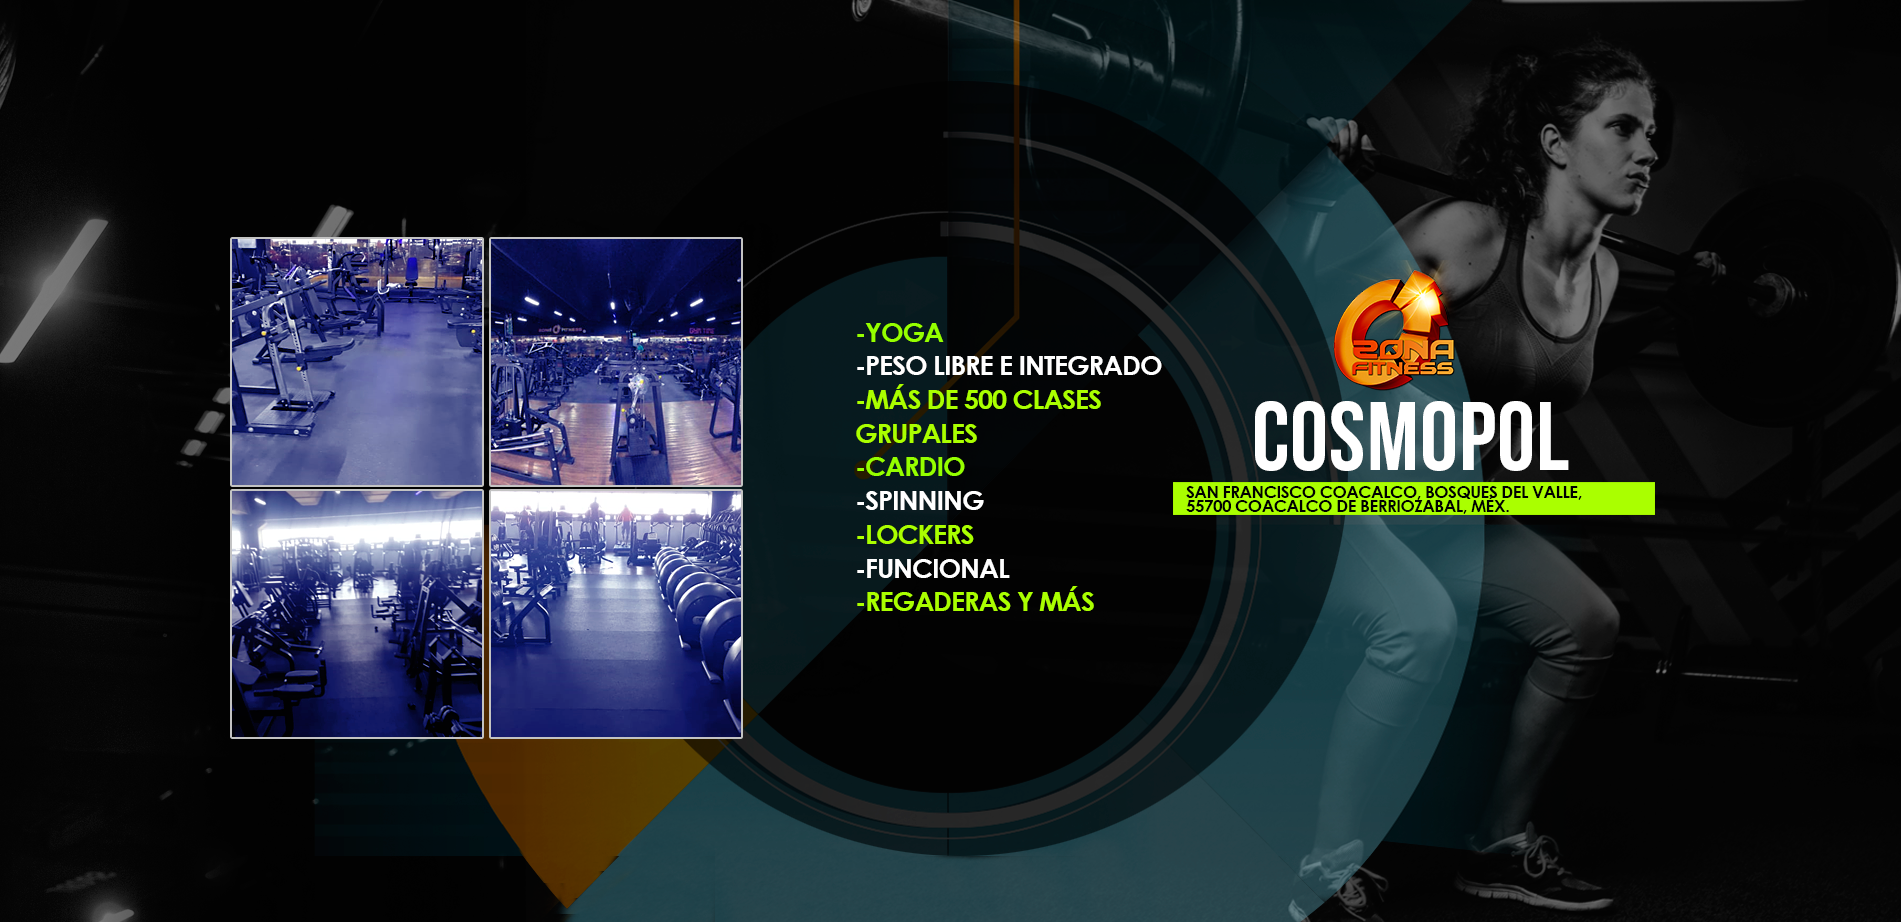 -YOGA
-PESO LIBRE E INTEGRADO
-MÁS DE 500 CLASES
GRUPALES
-CARDIO
-SPINNING
-LOCKERS
-FUNCIONAL
-REGADERAS Y MÁS
ZONA
FITNESS
COSMOPOL
SAN FRANCISCO COACALCO, BOSQUES DEL VALLE,
55700 COACALCO DE BERRIOZÁBAL, MÉX.